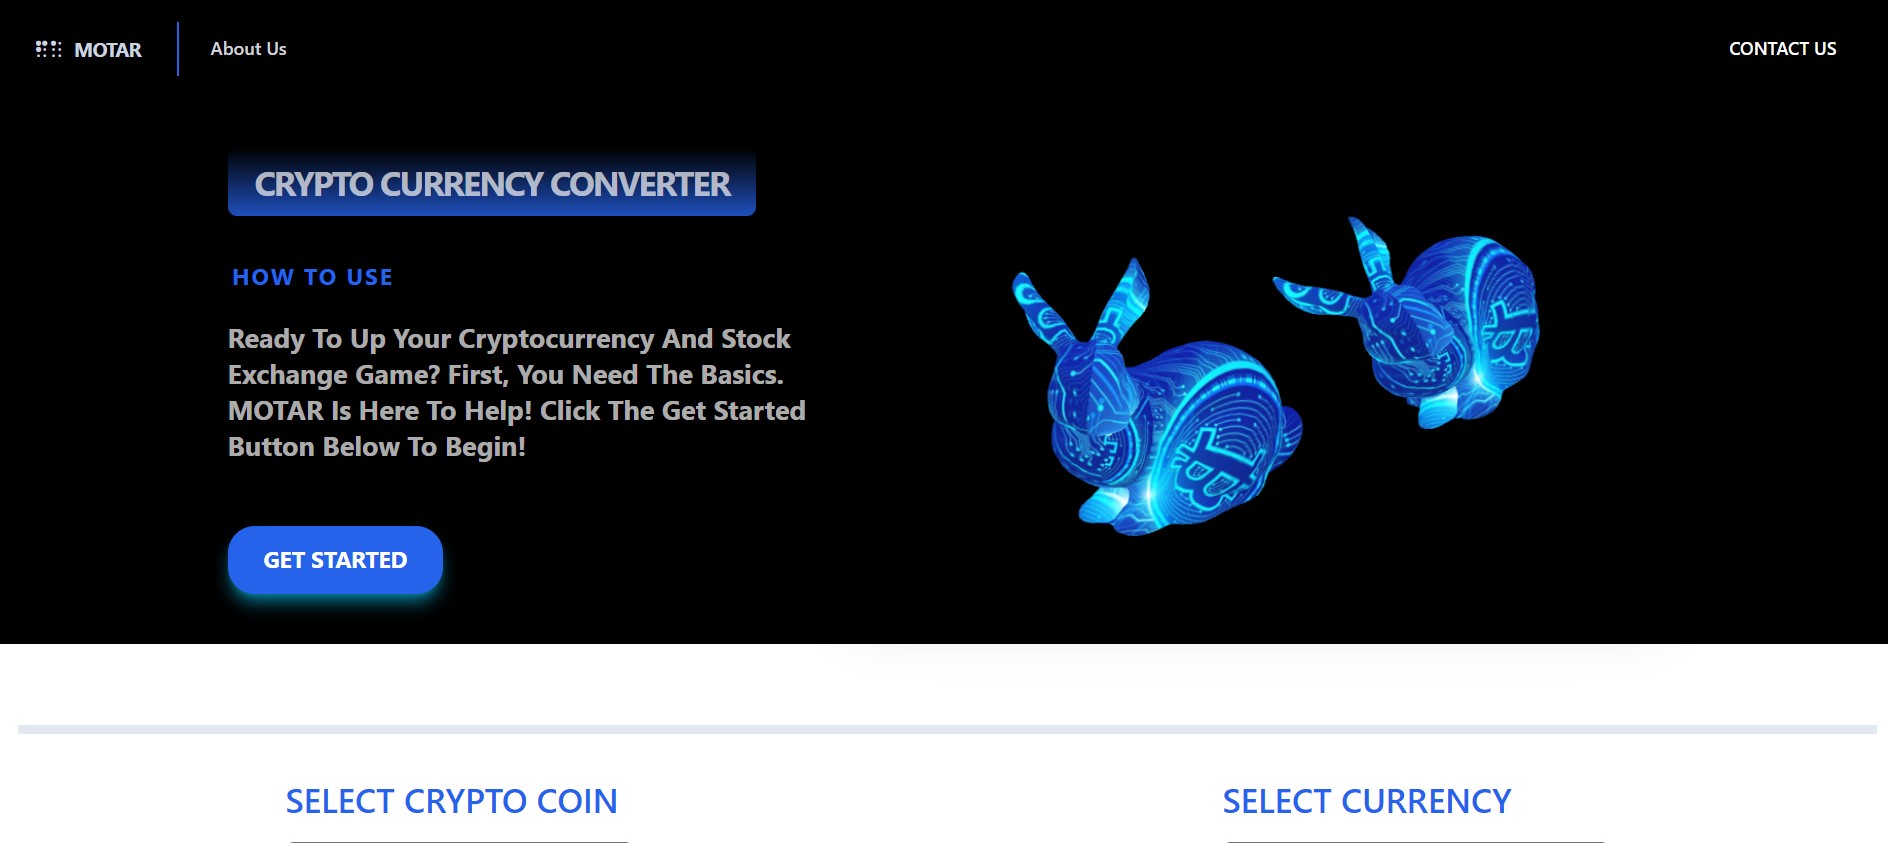 MOTAR
About Us
CONTACT US
CRYPTO CURRENCY CONVERTER
HOW TO USE
Ready To Up Your Cryptocurrency And Stock
Exchange Game? First, You Need The Basics.
MOTAR Is Here To Help! Click The Get Started
Button Below To Begin!
GET STARTED
SELECT CRYPTO COIN
SELECT CURRENCY